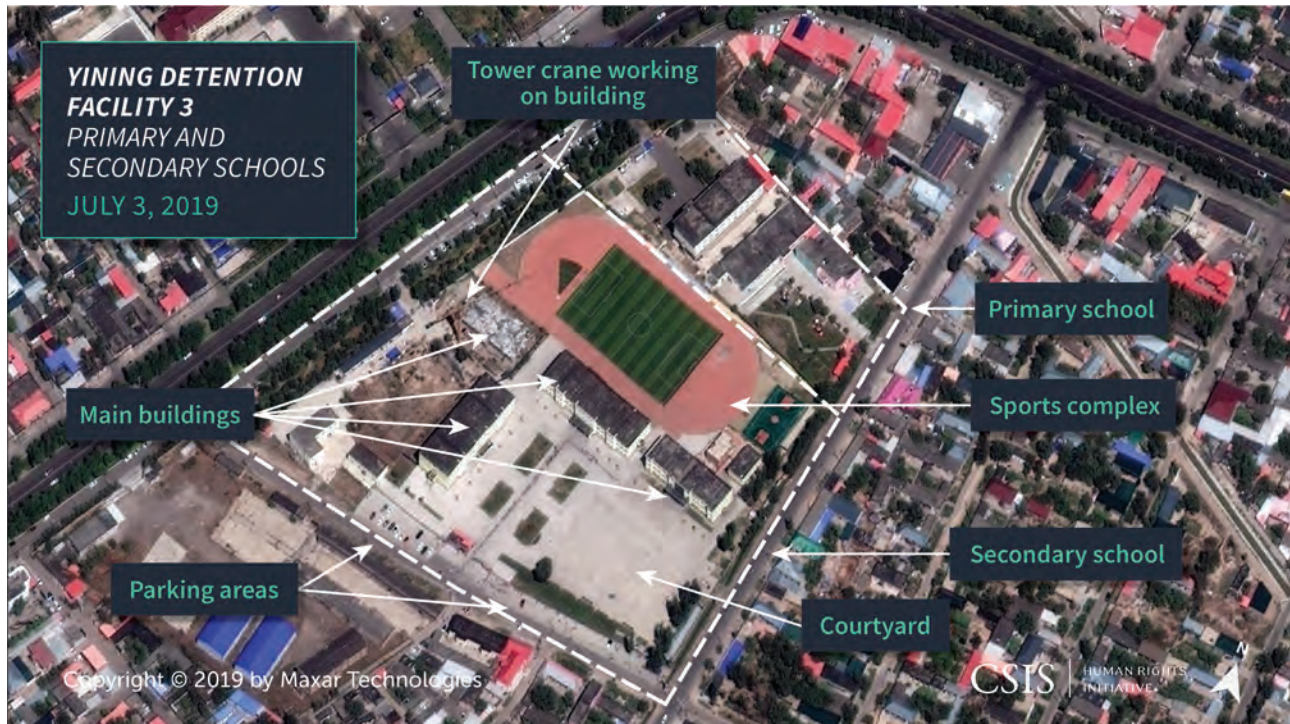 YINING DETENTION
FACILITY 3
PRIMARY AND
SECONDARY SCHOOLS
JULY 3, 2019
Tower crane working
on building
Primary school
Main buildings
Sports complex
Secondary school
Parking areas
Courtyard
Copyright © 2019 by Maxar Technologies
CSIS
HUMAN RIGHTS
INITIATIVE
N